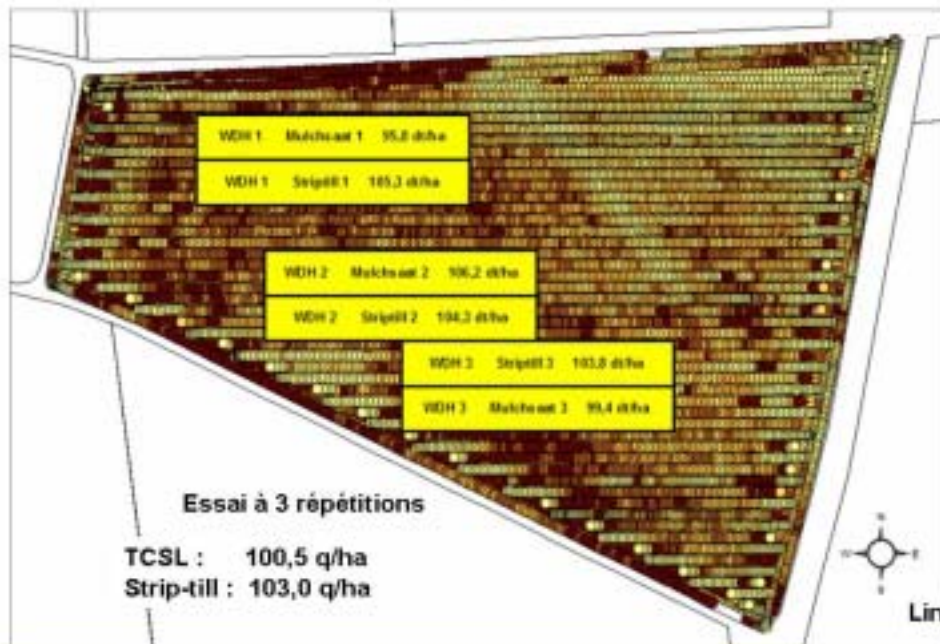 WDH 1 Mulchsaat 1 95,8 dt/ha
WDH 1 Striptill 1 105,3 dt/ha
WDH 2 Mulchsaat 2 106,2 dt/ha
WDH 2 Striptill 2 104,3 dt/ha
WDH 3 Striptill 3 103,8 dt/ha
WDH 3 Mulchsaat 3 99,4 dt/ha
Essai à 3 répétitions
TCSL : 100,5 q/ha
Strip-till : 103,0 q/ha
N
W E
S
Lin